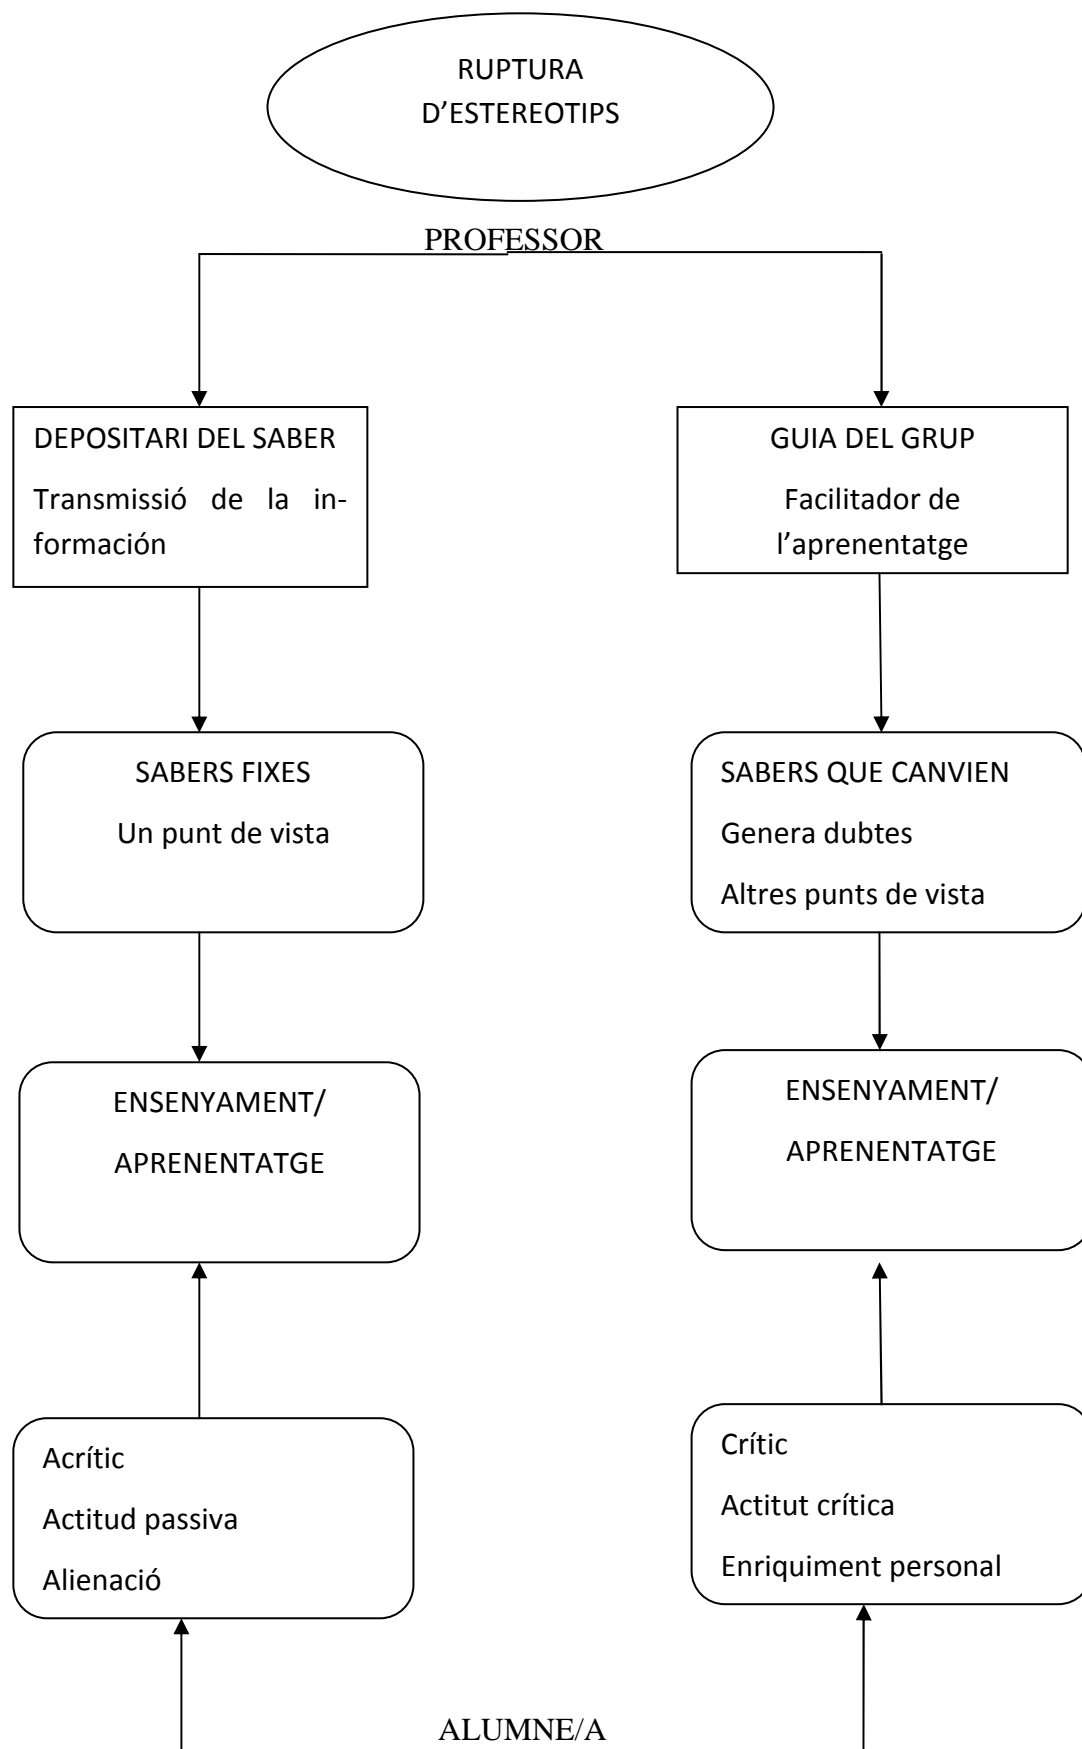 RUPTURA
D’ESTEREOTIPS
PROFESSOR
DEPOSITARI DEL SABER
Transmissió de la in-
formación
GUIA DEL GRUP
Facilitador de
l’aprenentatge
SABERS FIXES
Un punt de vista
SABERS QUE CANVIEN
Genera dubtes
Altres punts de vista
ENSENYAMENT/
APRENENTATGE
ENSENYAMENT/
APRENENTATGE
Acrític
Actitud passiva
Alienació
Crític
Actitut crítica
Enriquiment personal
ALUMNE/A